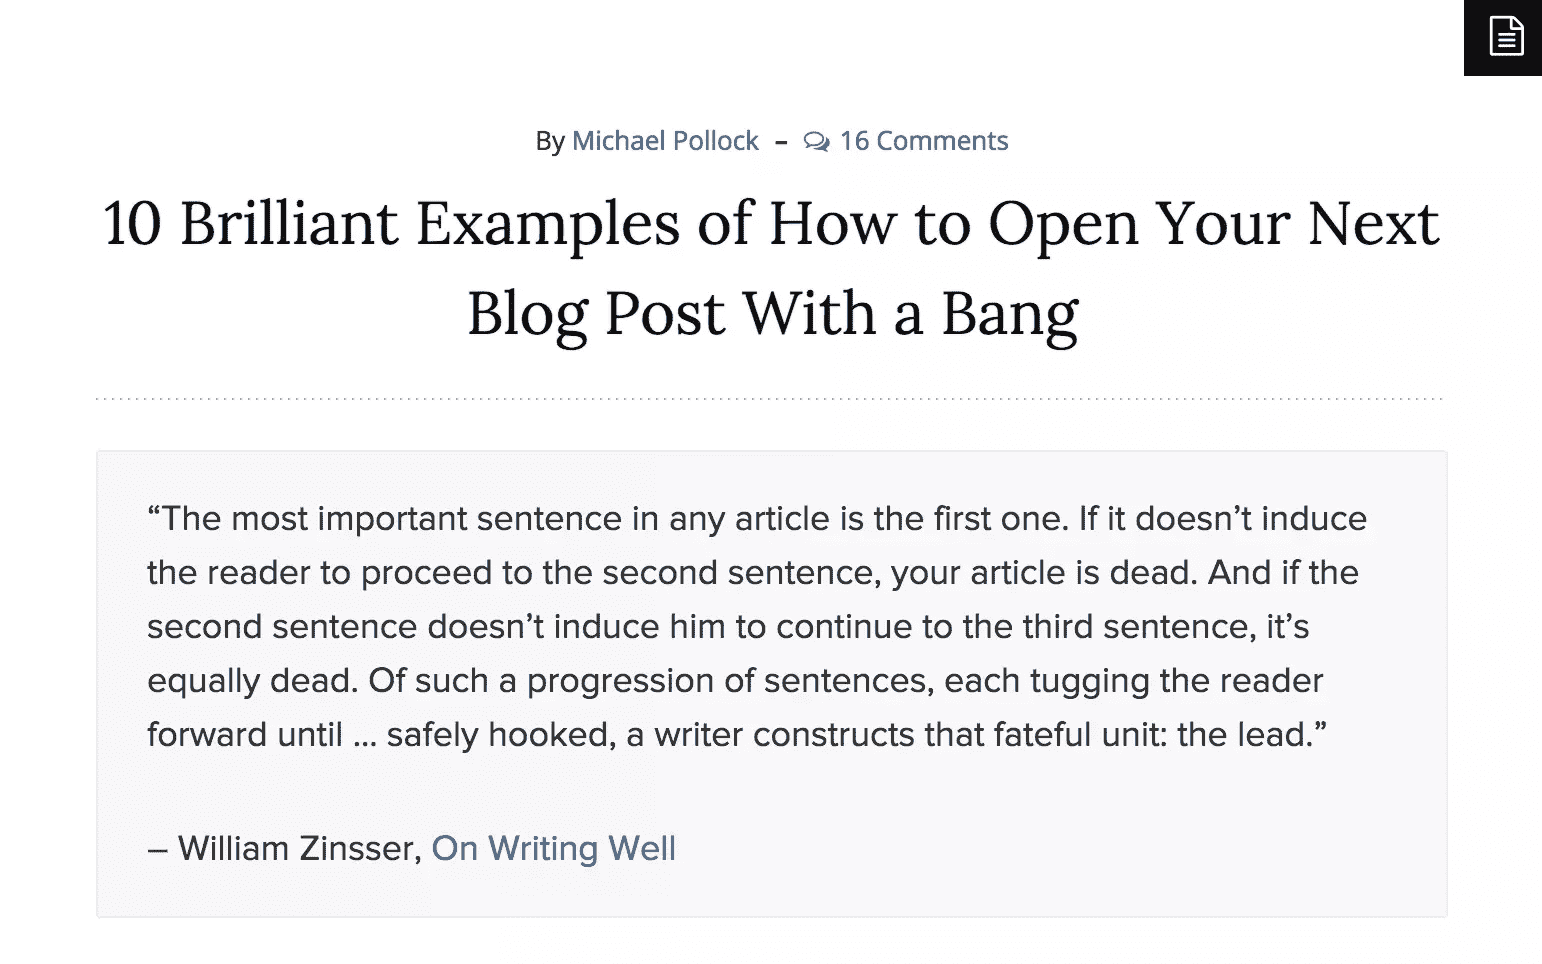 By Michael Pollock – 16 Comments
10 Brilliant Examples of How to Open Your Next
Blog Post With a Bang
“The most important sentence in any article is the first one. If it doesn’t induce
the reader to proceed to the second sentence, your article is dead. And if the
second sentence doesn’t induce him to continue to the third sentence, it’s
equally dead. Of such a progression of sentences, each tugging the reader
forward until ... safely hooked, a writer constructs that fateful unit: the lead.”
– William Zinsser, On Writing Well